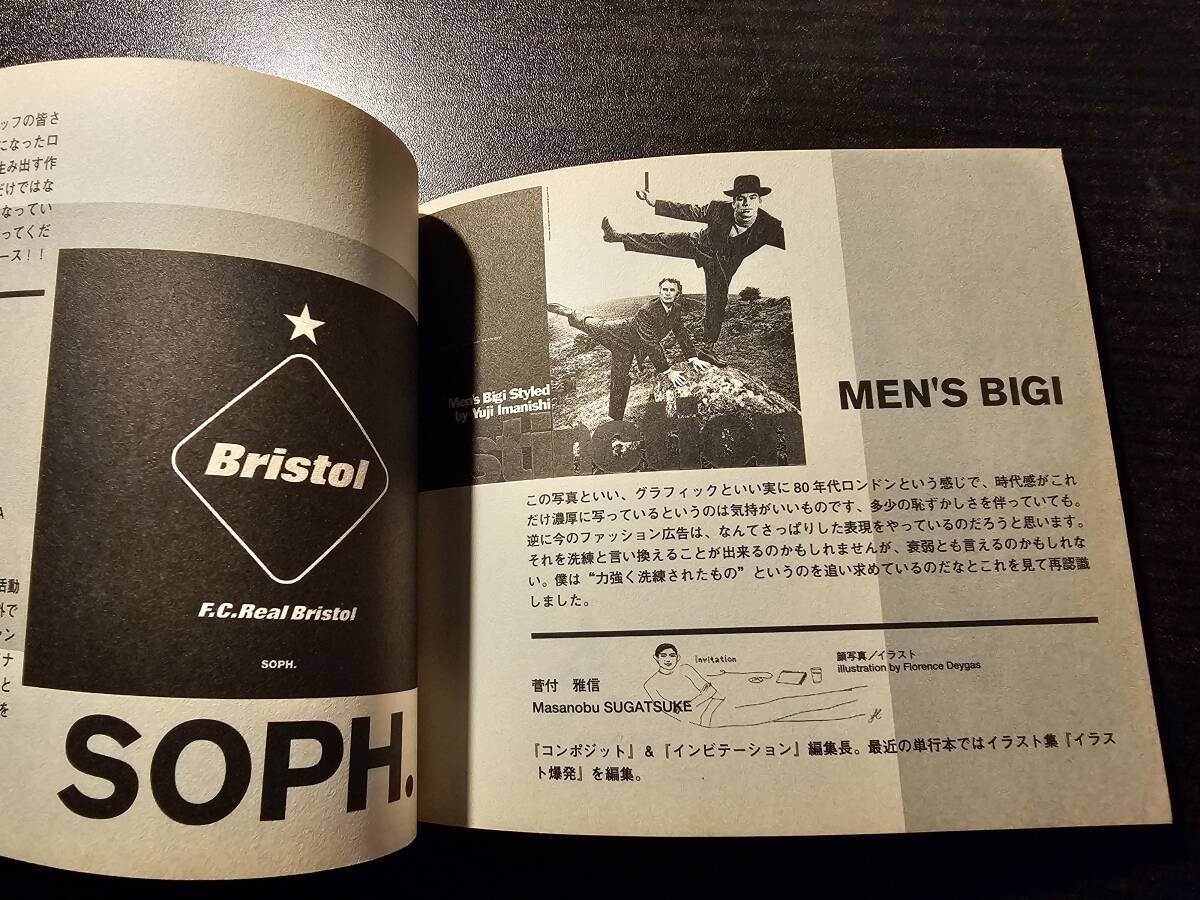 ッフの皆さ
になったロ
生み出す作
だけではな
なってい
ってくだ
ース！！
Bristol
F.C.Real Bristol
SOPH.
A
活動
外で
ァン
ナ
と
を
SOPH.
Men's Bigi Styled
by Yuji Imanishi
MEN'S BIGI
この写真といい、グラフィックといい実に80年代ロンドンという感じで、時代感がこれ
だけ濃厚に写っているというのは気持がいいものです、多少の恥ずかしさを伴っていても。
逆に今のファッション広告は、なんてさっぱりした表現をやっているのだろうと思います。
それを洗練と言い換えることが出来るのかもしれませんが、衰弱とも言えるのかもしれな
い。僕は“力強く洗練されたもの”というのを追い求めているのだなとこれを見て再認識
しました。
invitation
顔写真／イラスト
illustration by Florence Deygas
菅付　雅信
Masanobu SUGATSUKE
『コンポジット』＆『インビテーション』編集長。最近の単行本ではイラスト集『イラス
ト爆発』を編集。